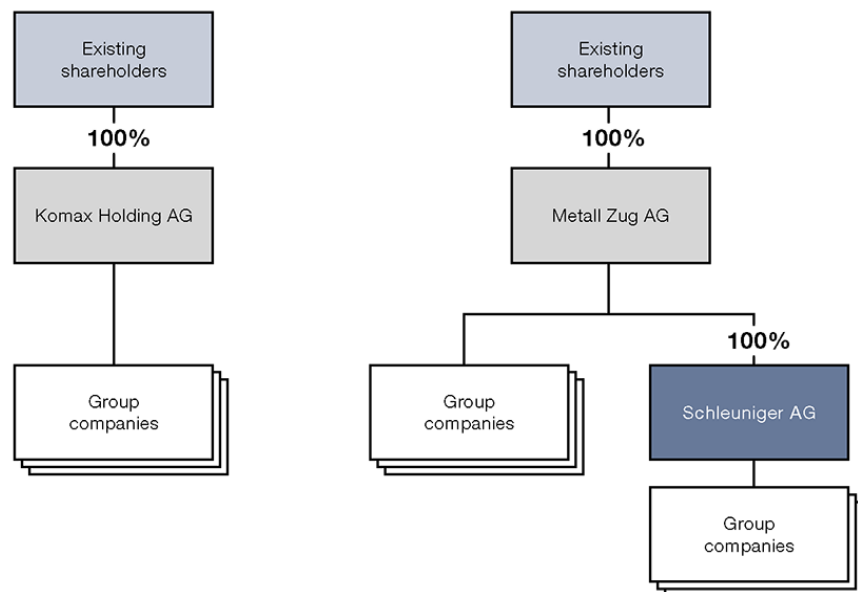 Existing
shareholders
100%
Komax Holding AG
Group
companies
Existing
shareholders
100%
Metall Zug AG
Group
companies
100%
Schleuniger AG
Group
companies